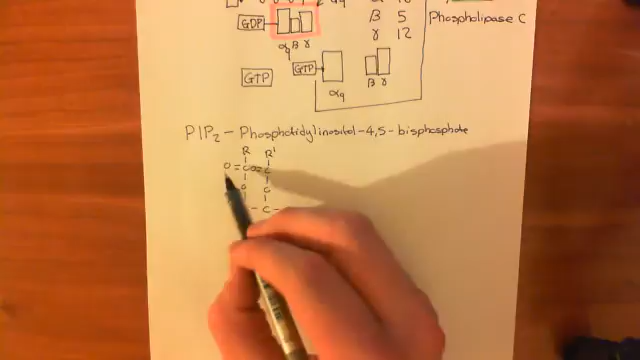 β 5 Phospholipase C
GDP γ 12
αq β γ
GTP GTP
αq β γ
PIP2 - Phosphatidylinositol-4,5-bisphosphate
R R'
O = C O = C
O O
- C -